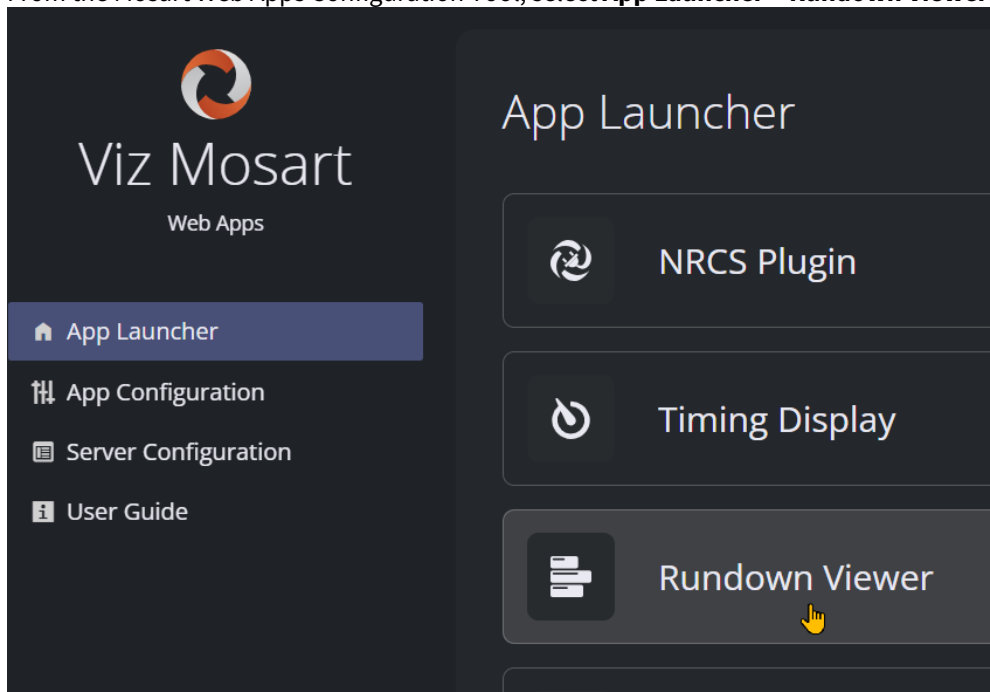 Viz Mosart
Web Apps
App Launcher
App Configuration
Server Configuration
User Guide
App Launcher
NRCS Plugin
Timing Display
Rundown Viewer